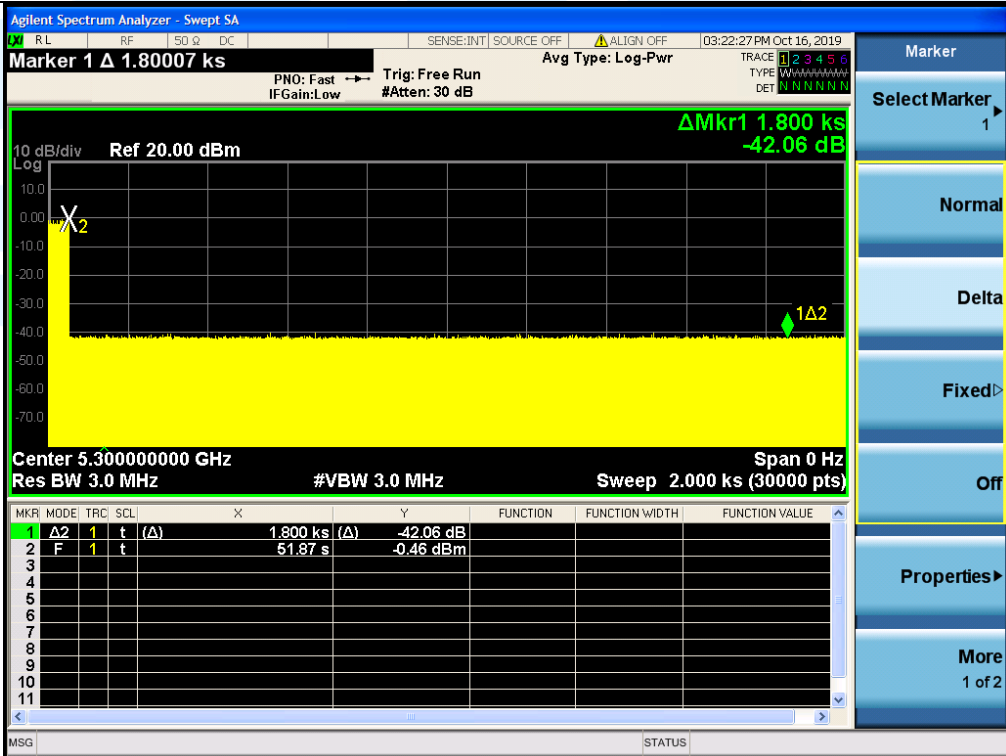 Agilent Spectrum Analyzer - Swept SA
LXI RL RF 50 Ω DC SENSE:INT SOURCE OFF ALIGN OFF 03:22:27 PM Oct 16, 2019
Marker 1 Δ 1.80007 ks
PNO: Fast
IFGain:Low
Trig: Free Run
#Atten: 30 dB
Avg Type: Log-Pwr
TRACE 1 2 3 4 5 6
TYPE
DET N N N N N N
ΔMkr1 1.800 ks
-42.06 dB
10 dB/div Ref 20.00 dBm
Log
10.0
0.00
-10.0
-20.0
-30.0
-40.0
-50.0
-60.0
-70.0
X2
1Δ2
Center 5.300000000 GHz Span 0 Hz
Res BW 3.0 MHz #VBW 3.0 MHz Sweep 2.000 ks (30000 pts)
MKR MODE TRC SCL X Y FUNCTION FUNCTION WIDTH FUNCTION VALUE
1 Δ2 1 t (Δ) 1.800 ks (Δ) -42.06 dB
2 F 1 t 51.87 s -0.46 dBm
3
4
5
6
7
8
9
10
11
MSG STATUS
Marker
Select Marker
1
Normal
Delta
Fixed
Off
Properties
More
1 of 2